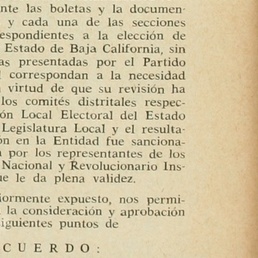 nte las boletas y la documen-
y cada una de las secciones
espondientes a la elección de
Estado de Baja California, sin
as presentadas por el Partido
l correspondan a la necesidad
virtud de que su revisión ha
los comités distritales respec-
ón Local Electoral del Estado
Legislatura Local y el resulta-
ón en la Entidad fue sanciona-
a por los representantes de los
Nacional y Revolucionario Ins-
ue le da plena validez.
iormente expuesto, nos permi-
la consideración y aprobación
siguientes puntos de
CUERDO: